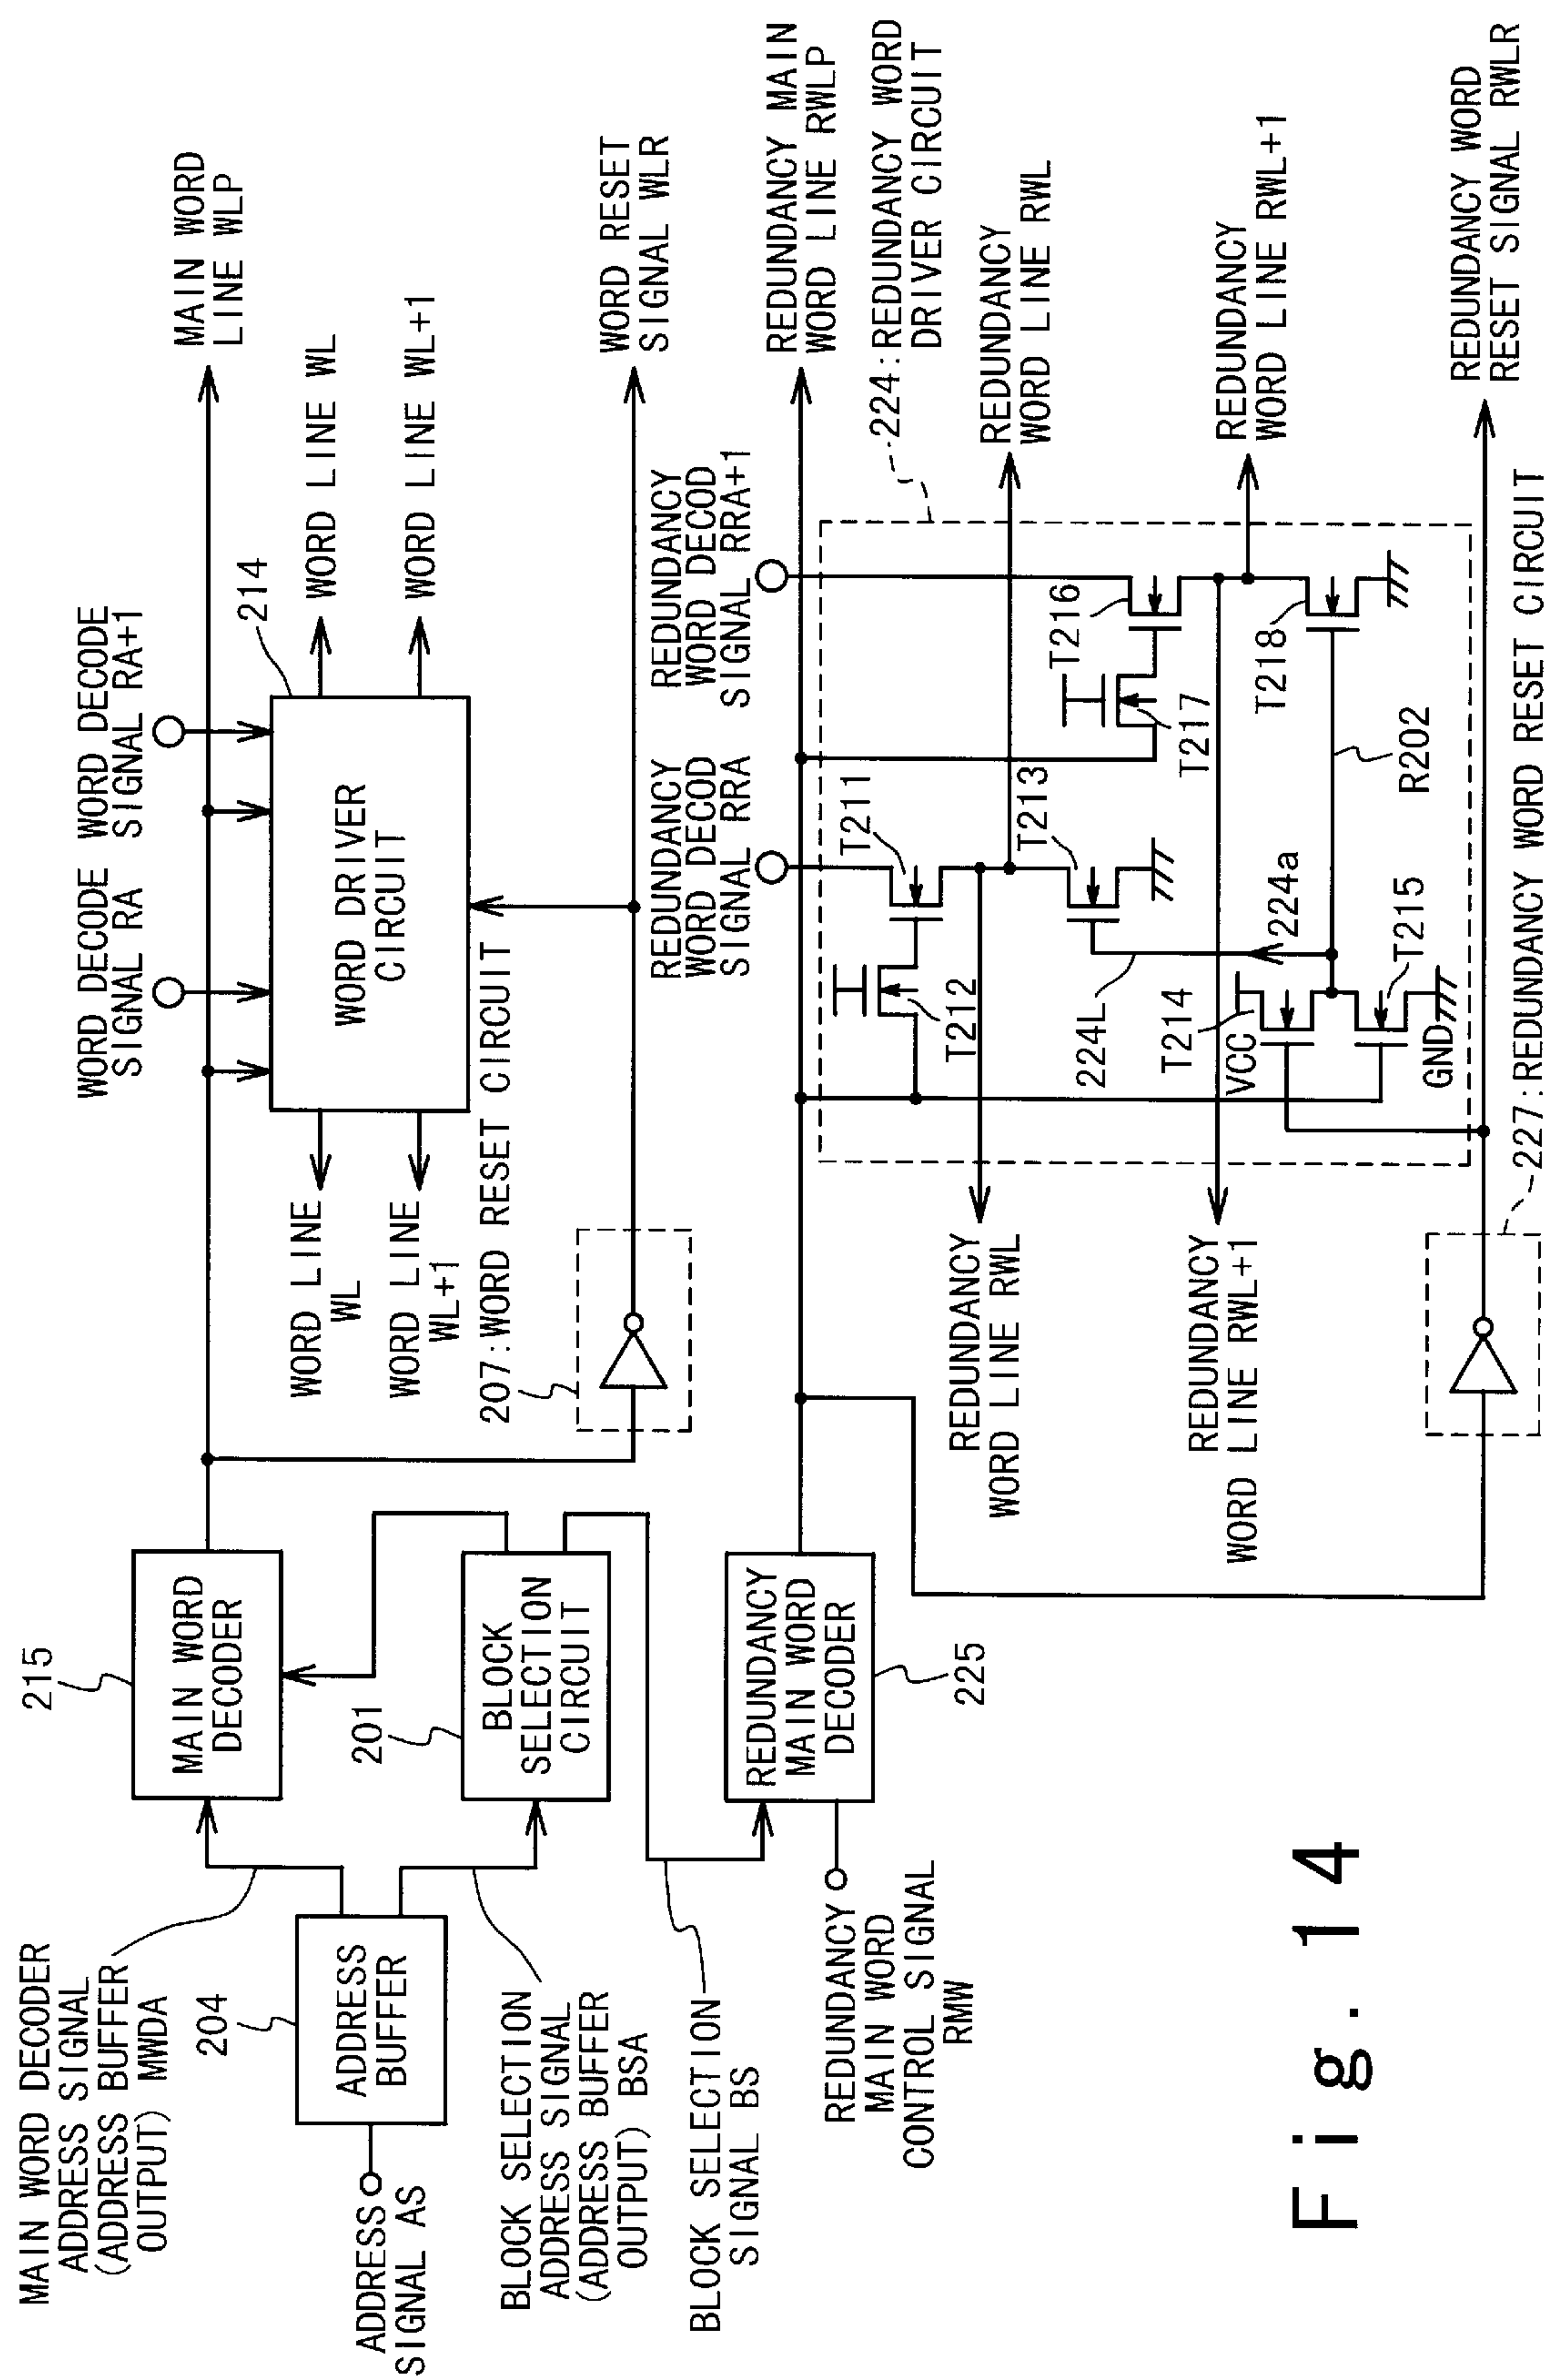 MAIN WORD DECODER
ADDRESS SIGNAL
(ADDRESS BUFFER
OUTPUT) MWDA
204
ADDRESS
BUFFER
ADDRESS
SIGNAL AS
BLOCK SELECTION
ADDRESS SIGNAL
(ADDRESS BUFFER
OUTPUT) BSA
BLOCK SELECTION
SIGNAL BS
215
MAIN WORD
DECODER
201
BLOCK
SELECTION
CIRCUIT
REDUNDANCY
MAIN WORD
DECODER
225
REDUNDANCY
MAIN WORD
CONTROL SIGNAL
RMW
WORD DECODE
SIGNAL RA
WORD DECODE
SIGNAL RA+1
MAIN WORD
LINE WLP
214
WORD DRIVER
CIRCUIT
WORD LINE
WL
WORD LINE
WL+1
WORD LINE WL
WORD LINE WL+1
207:WORD RESET CIRCUIT
WORD RESET
SIGNAL WLR
REDUNDANCY
WORD DECOD
SIGNAL RRA
REDUNDANCY
WORD DECOD
SIGNAL RRA+1
REDUNDANCY MAIN
WORD LINE RWLP
224:REDUNDANCY WORD
DRIVER CIRCUIT
T211
T212
T213
T216
T217
T218
REDUNDANCY
WORD LINE RWL
REDUNDANCY
WORD LINE RWL
224L
224a
T214
VCC
T215
GND
R202
REDUNDANCY
WORD LINE RWL+1
REDUNDANCY
WORD LINE RWL+1
REDUNDANCY WORD
RESET SIGNAL RWLR
227:REDUNDANCY WORD RESET CIRCUIT
Fig.14